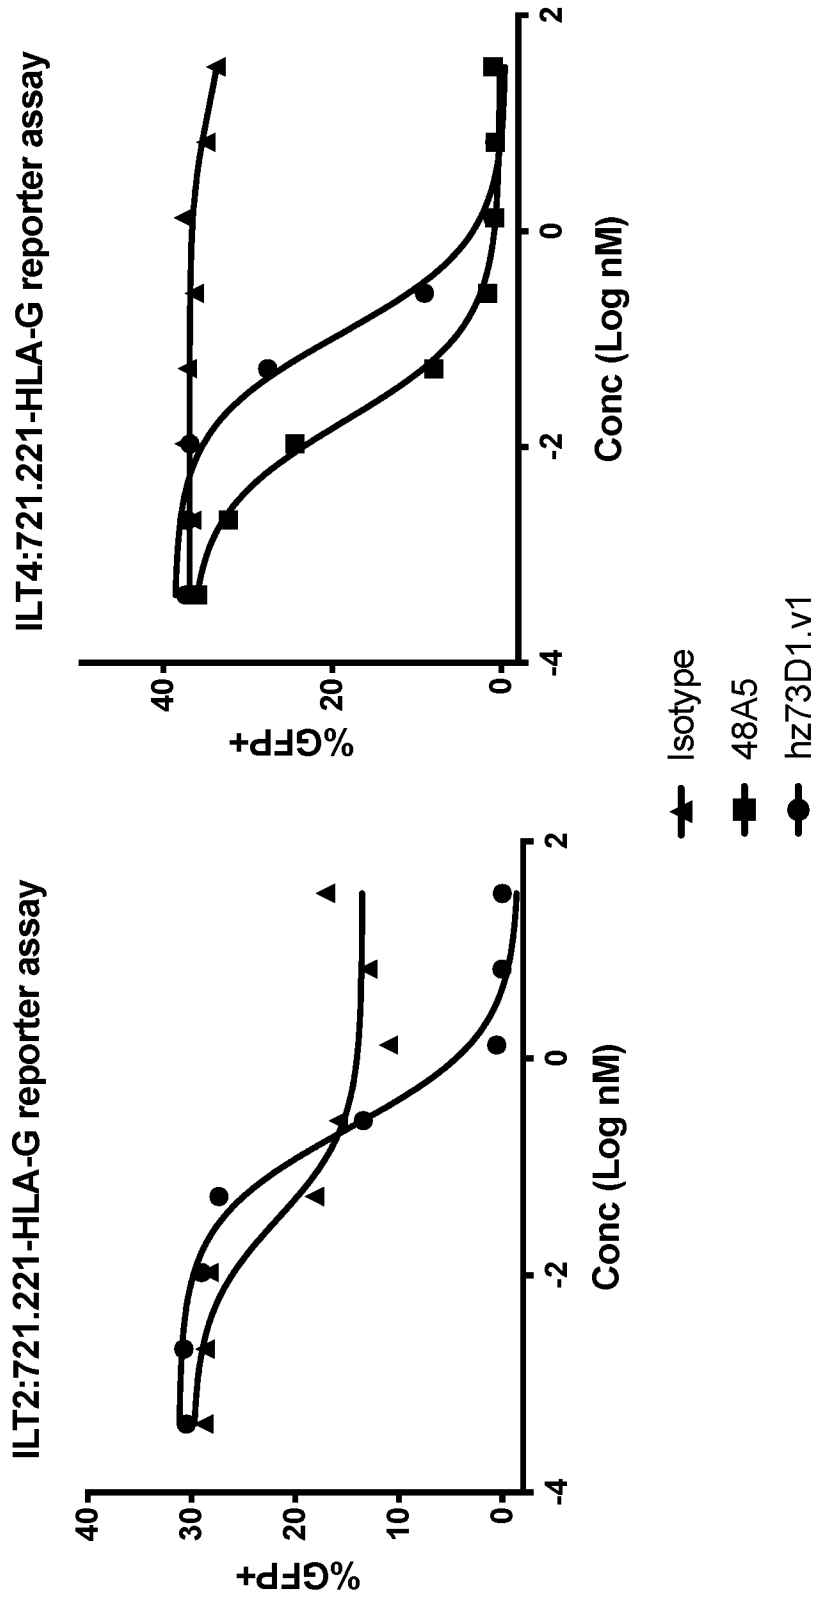 ILT2:721.221-HLA-G reporter assay
%GFP+
40
30
20
10
0
-4
-2
0
2
Conc (Log nM)
ILT4:721.221-HLA-G reporter assay
%GFP+
40
20
0
-4
-2
0
2
Conc (Log nM)
Isotype
48A5
hz73D1.v1